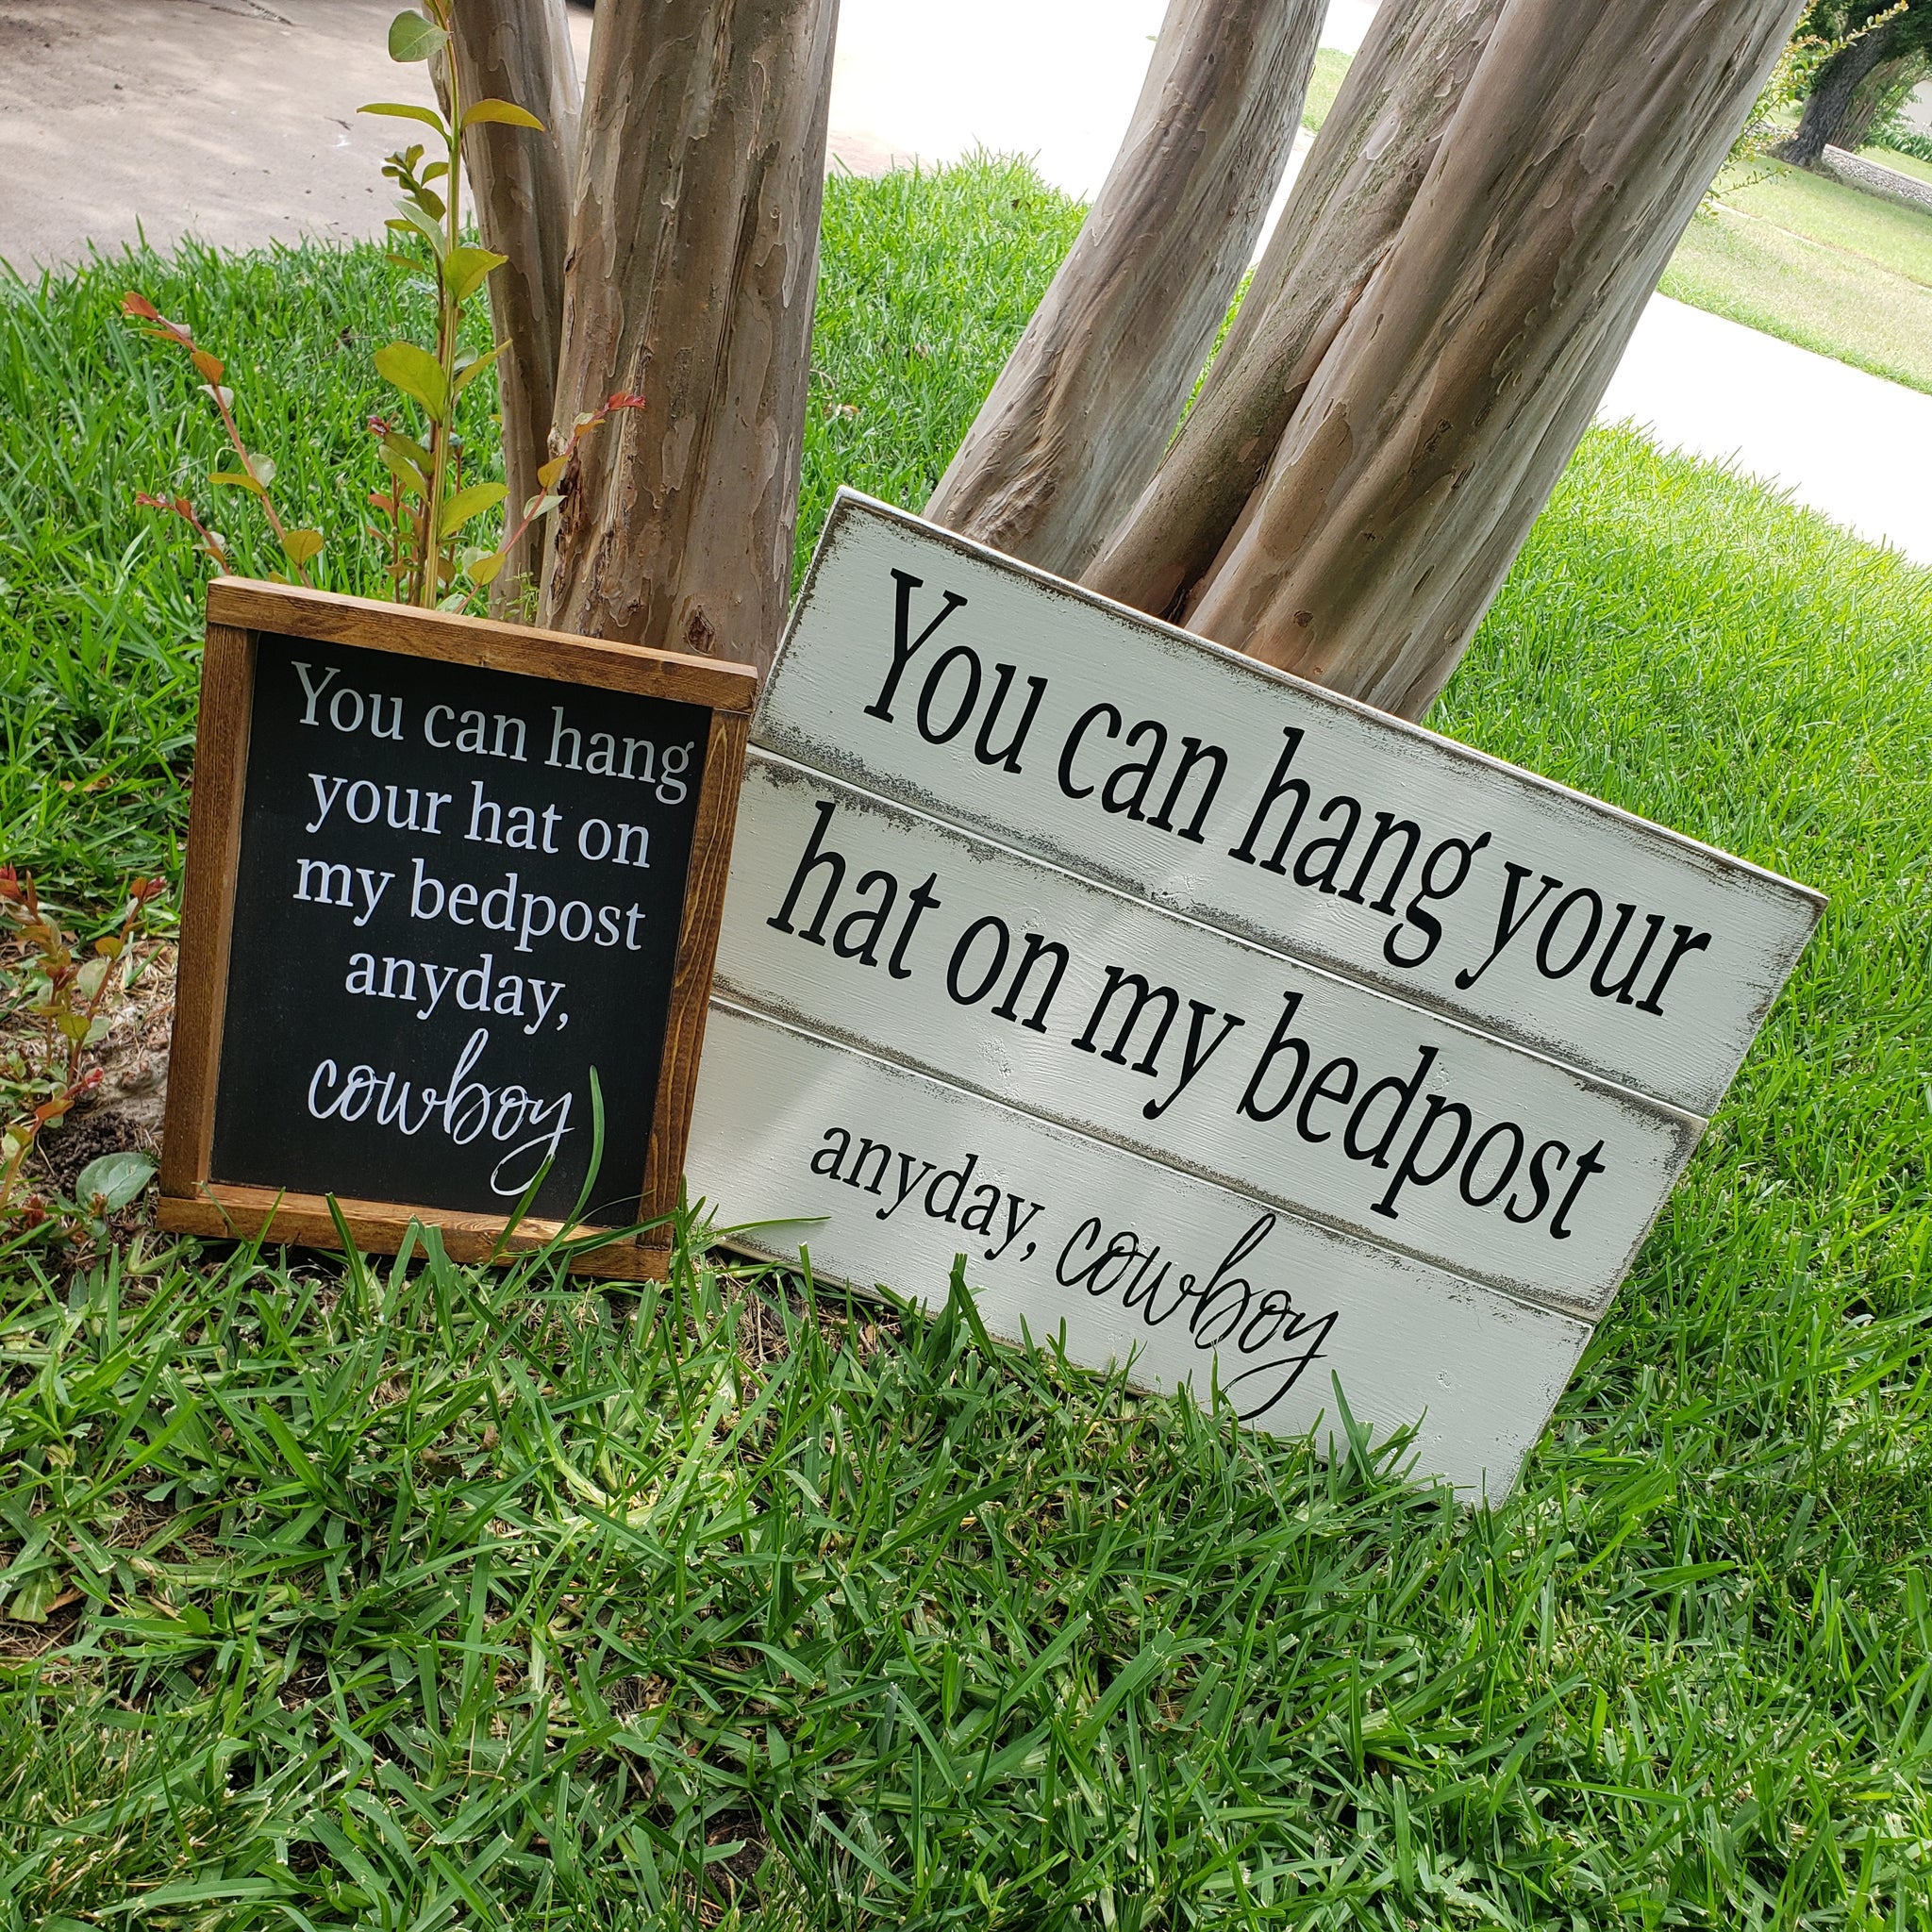 You can hang
your hat on
my bedpost
anyday,
cowboy
You can hang your
hat on my bedpost
anyday, cowboy